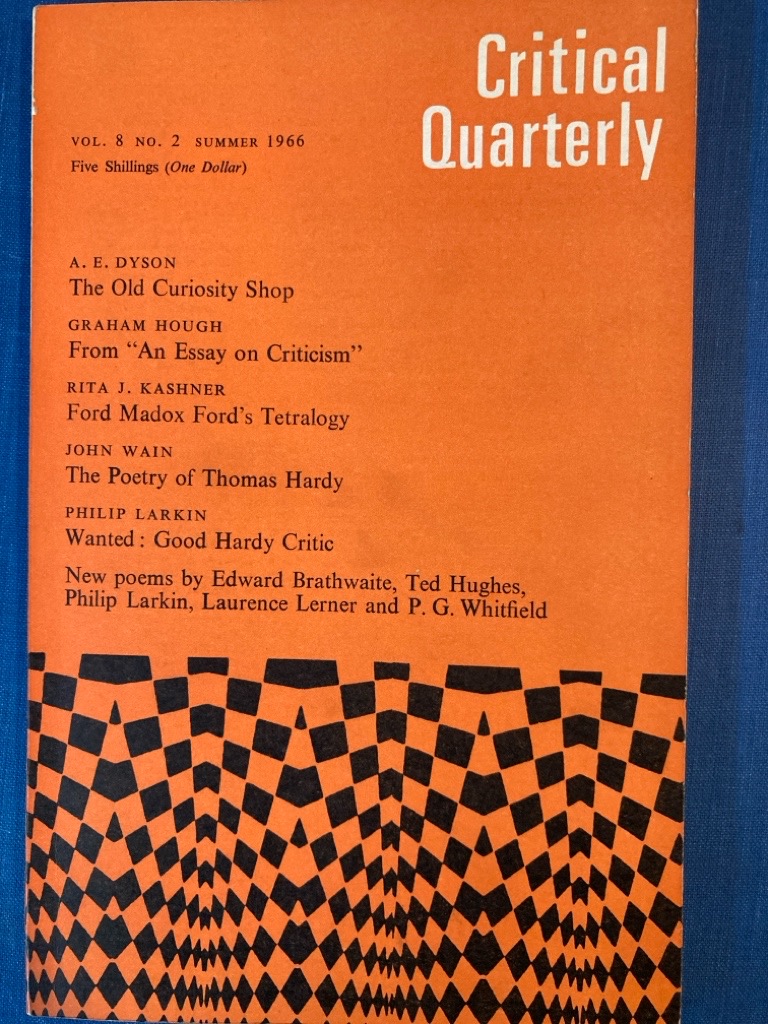 Critical
Quarterly
VOL. 8 NO. 2 SUMMER 1966
Five Shillings (One Dollar)
A. E. DYSON
The Old Curiosity Shop
GRAHAM HOUGH
From “An Essay on Criticism”
RITA J. KASHNER
Ford Madox Ford’s Tetralogy
JOHN WAIN
The Poetry of Thomas Hardy
PHILIP LARKIN
Wanted : Good Hardy Critic
New poems by Edward Brathwaite, Ted Hughes,
Philip Larkin, Laurence Lerner and P. G. Whitfield